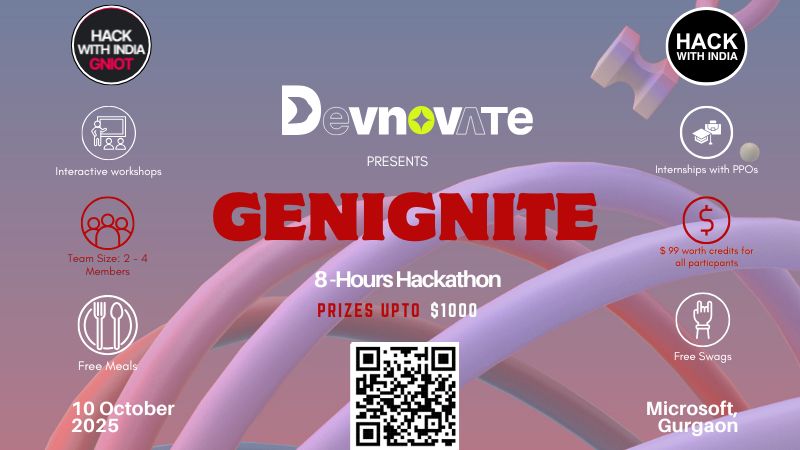 HACK
WITH INDIA
GNIOT
HACK
WITH INDIA
Devnovate
PRESENTS
GENIGNITE
8 -Hours Hackathon
PRIZES UPTO $1000
Interactive workshops
Team Size: 2 - 4
Members
Free Meals
10 October
2025
Internships with PPOs
$ 99 worth credits for
all particpants
Free Swags
Microsoft,
Gurgaon